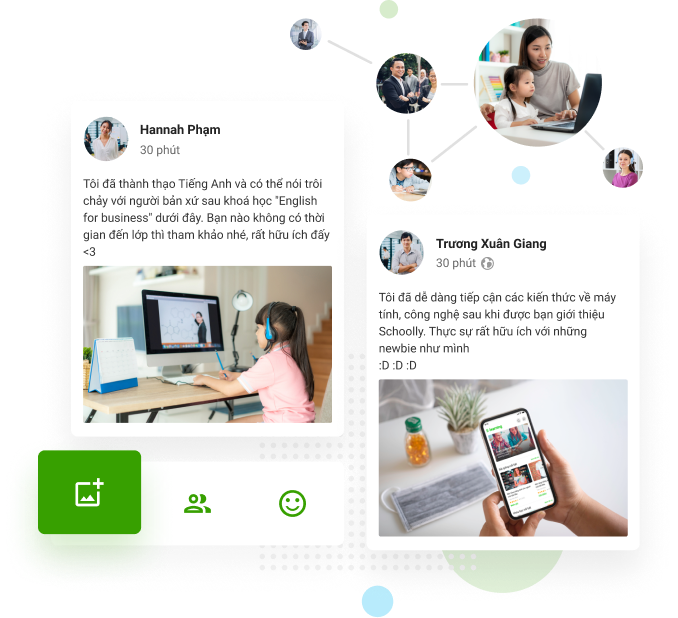 Hannah Phạm
30 phút
Tôi đã thành thạo Tiếng Anh và có thể nói trôi
chảy với người bản xứ sau khoá học "English
for business" dưới đây. Bạn nào không có thời
gian đến lớp thì tham khảo nhé, rất hữu ích đấy
<3
Trương Xuân Giang
30 phút
Tôi đã dễ dàng tiếp cận các kiến thức về máy
tính, công nghệ sau khi được bạn giới thiệu
Schoolly. Thực sự rất hữu ích với những
newbie như mình
:D :D :D